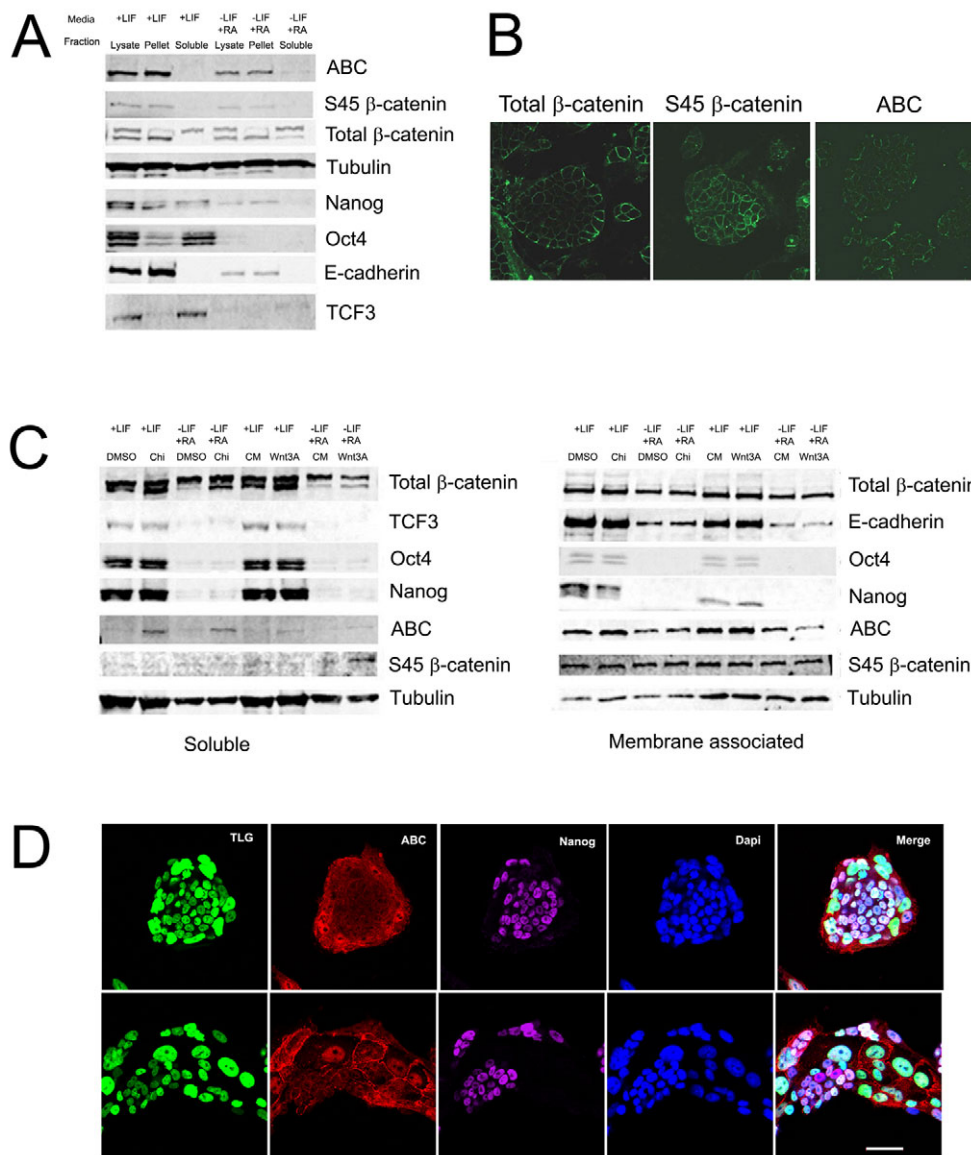 A
Media +LIF +LIF +LIF -LIF +RA -LIF +RA -LIF +RA
Fraction Lysate Pellet Soluble Lysate Pellet Soluble
ABC
S45 β-catenin
Total β-catenin
Tubulin
Nanog
Oct4
E-cadherin
TCF3
B
Total β-catenin S45 β-catenin ABC
C
+LIF +LIF -LIF +RA -LIF +RA +LIF +LIF -LIF +RA -LIF +RA
DMSO Chi DMSO Chi CM Wnt3A CM Wnt3A
Total β-catenin
TCF3
Oct4
Nanog
ABC
S45 β-catenin
Tubulin
Soluble
+LIF +LIF -LIF +RA -LIF +RA +LIF +LIF -LIF +RA -LIF +RA
DMSO Chi DMSO Chi CM Wnt3A CM Wnt3A
Total β-catenin
E-cadherin
Oct4
Nanog
ABC
S45 β-catenin
Tubulin
Membrane associated
D
TLG ABC Nanog Dapi Merge